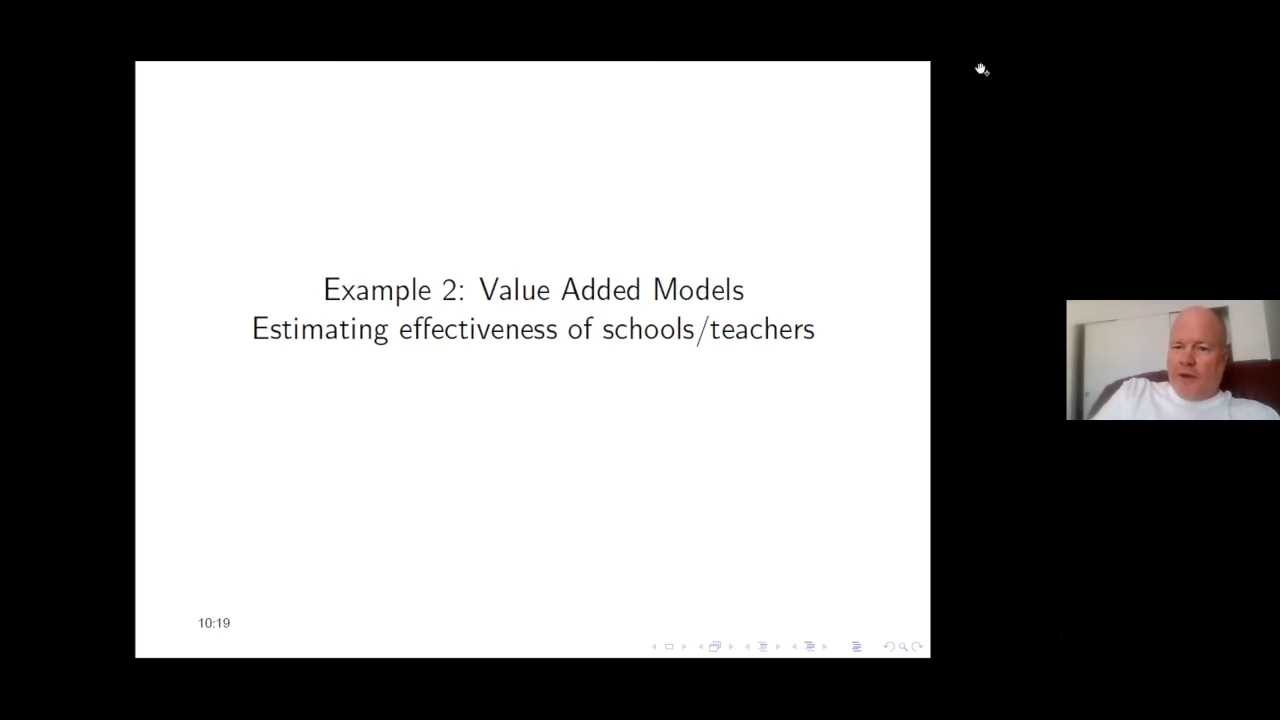 Example 2: Value Added Models
Estimating effectiveness of schools/teachers
10:19